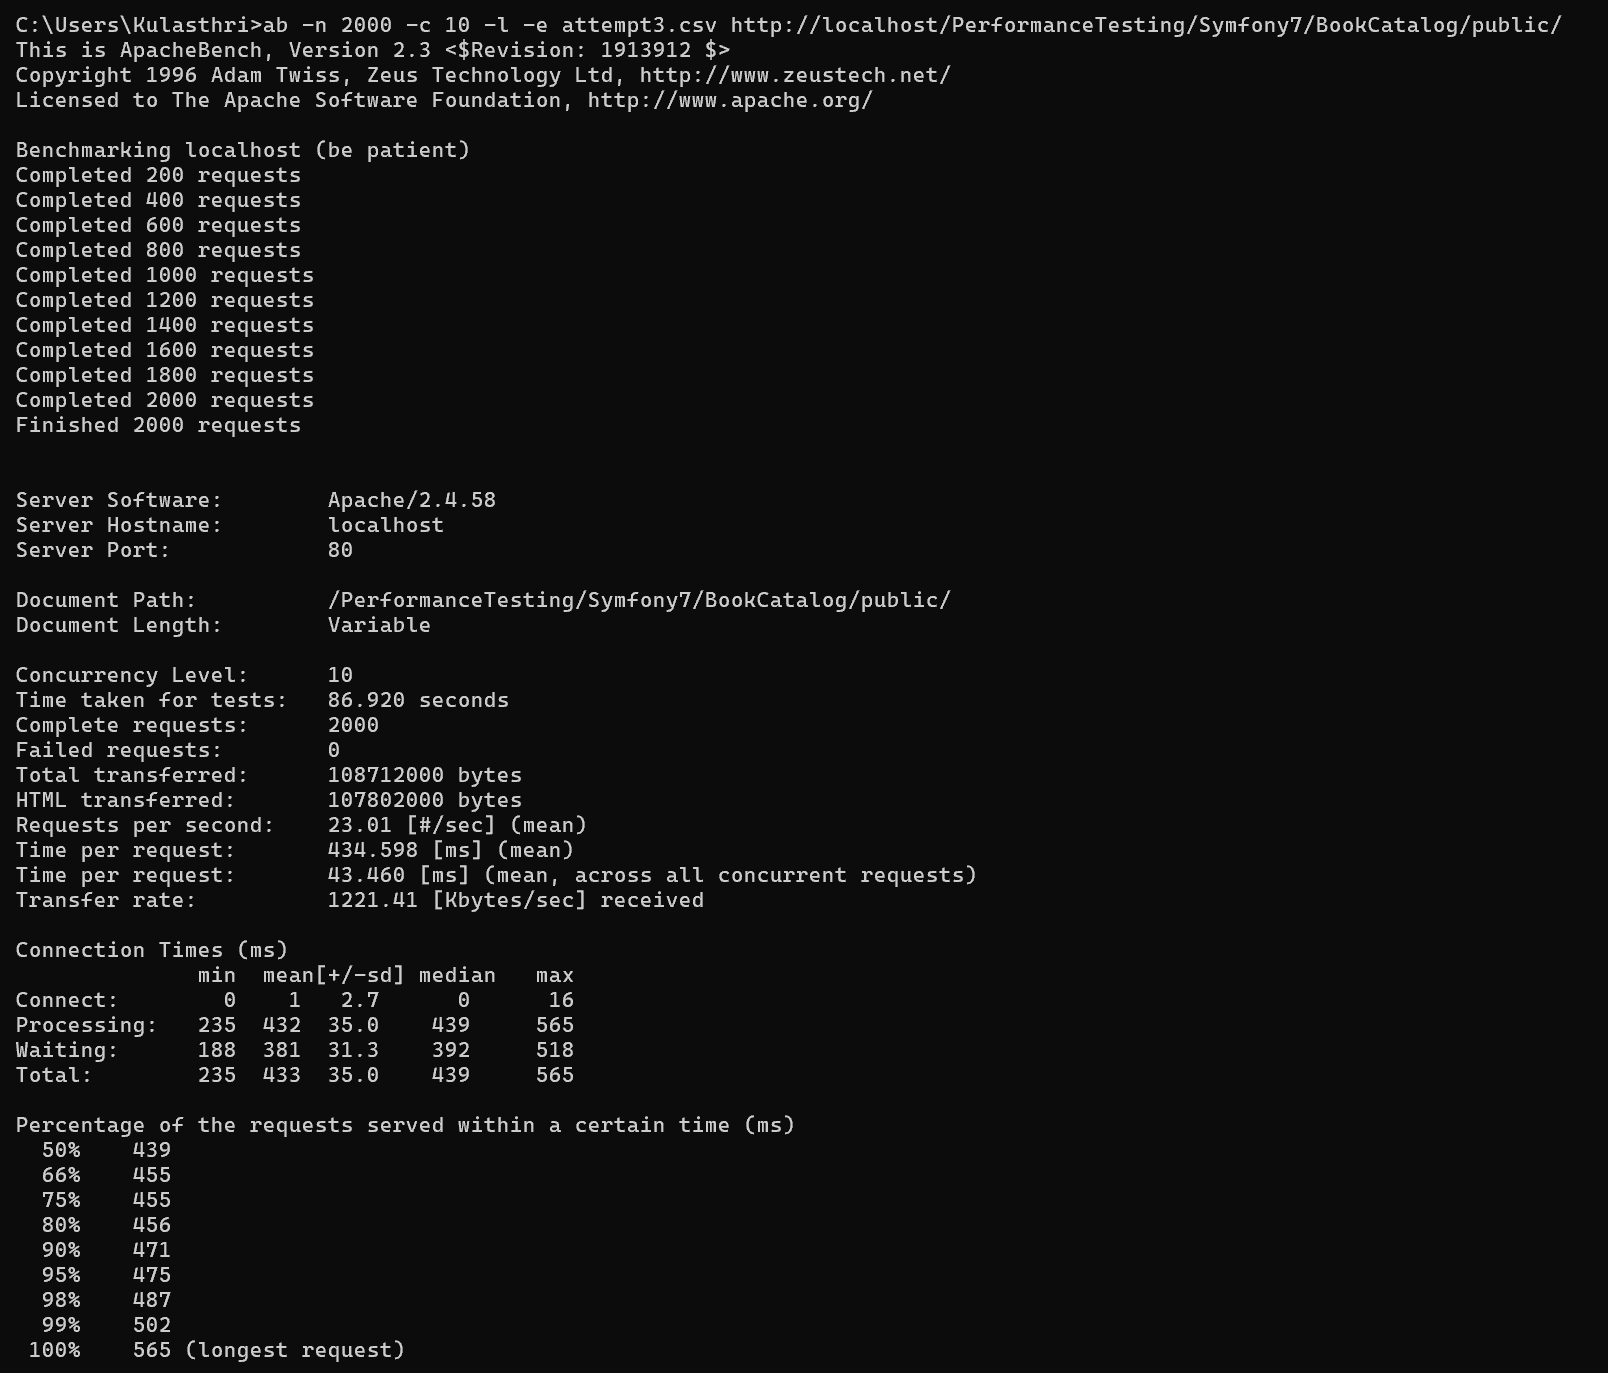 C:\Users\Kulasthri>ab -n 2000 -c 10 -l -e attempt3.csv http://localhost/PerformanceTesting/Symfony7/BookCatalog/public/
This is ApacheBench, Version 2.3 <$Revision: 1913912 $>
Copyright 1996 Adam Twiss, Zeus Technology Ltd, http://www.zeustech.net/
Licensed to The Apache Software Foundation, http://www.apache.org/

Benchmarking localhost (be patient)
Completed 200 requests
Completed 400 requests
Completed 600 requests
Completed 800 requests
Completed 1000 requests
Completed 1200 requests
Completed 1400 requests
Completed 1600 requests
Completed 1800 requests
Completed 2000 requests
Finished 2000 requests


Server Software:        Apache/2.4.58
Server Hostname:        localhost
Server Port:            80

Document Path:          /PerformanceTesting/Symfony7/BookCatalog/public/
Document Length:        Variable

Concurrency Level:      10
Time taken for tests:   86.920 seconds
Complete requests:      2000
Failed requests:        0
Total transferred:      108712000 bytes
HTML transferred:       107802000 bytes
Requests per second:    23.01 [#/sec] (mean)
Time per request:       434.598 [ms] (mean)
Time per request:       43.460 [ms] (mean, across all concurrent requests)
Transfer rate:          1221.41 [Kbytes/sec] received

Connection Times (ms)
              min  mean[+/-sd] median   max
Connect:        0    1   2.7      0      16
Processing:   235  432  35.0    439     565
Waiting:      188  381  31.3    392     518
Total:        235  433  35.0    439     565

Percentage of the requests served within a certain time (ms)
  50%    439
  66%    455
  75%    455
  80%    456
  90%    471
  95%    475
  98%    487
  99%    502
 100%    565 (longest request)